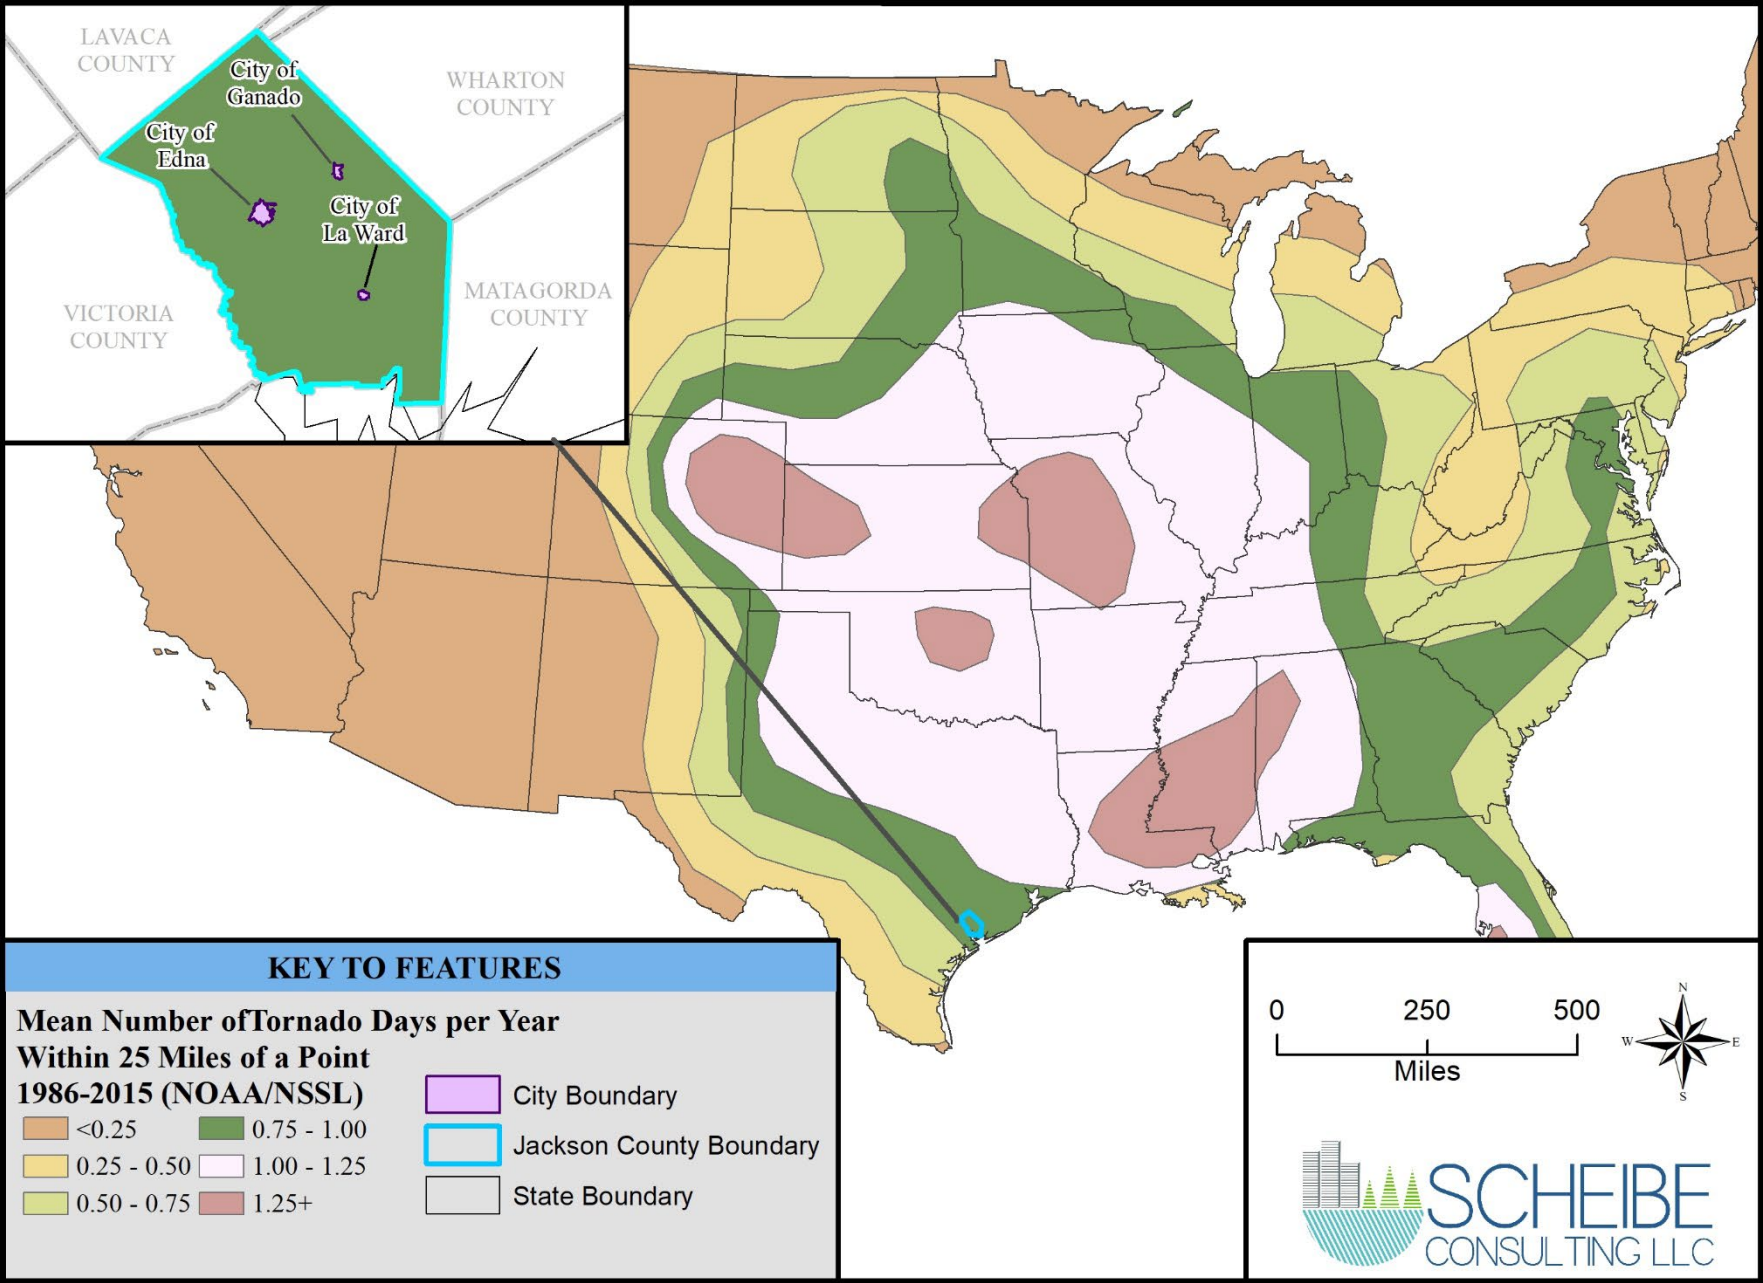 LAVACA
COUNTY
City of
Ganado
WHARTON
COUNTY
City of
Edna
City of
La Ward
VICTORIA
COUNTY
MATAGORDA
COUNTY
KEY TO FEATURES
Mean Number ofTornado Days per Year
Within 25 Miles of a Point
1986-2015 (NOAA/NSSL)
<0.25
0.75 - 1.00
0.25 - 0.50
1.00 - 1.25
0.50 - 0.75
1.25+
City Boundary
Jackson County Boundary
State Boundary
0 250 500
Miles
N
W E
S
SCHEIBE
CONSULTING LLC